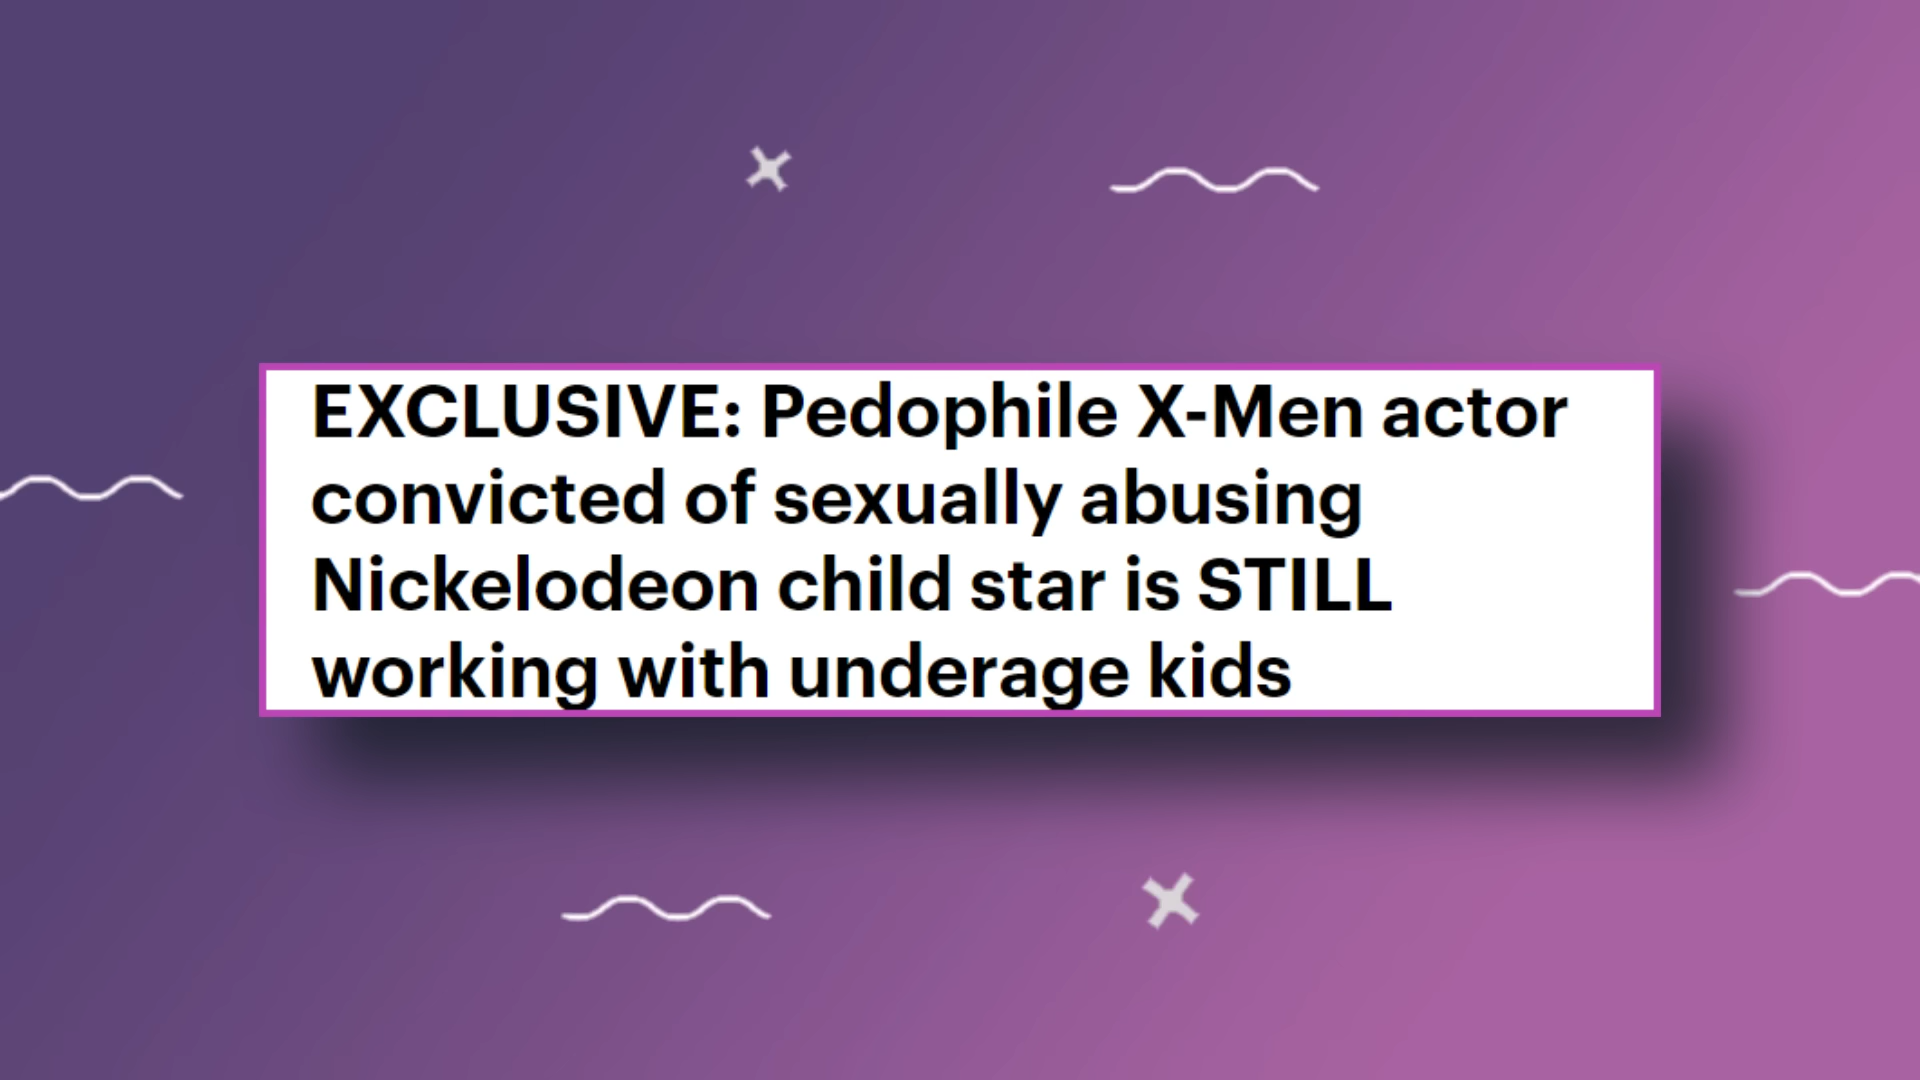 EXCLUSIVE: Pedophile X-Men actor
convicted of sexually abusing
Nickelodeon child star is STILL
working with underage kids